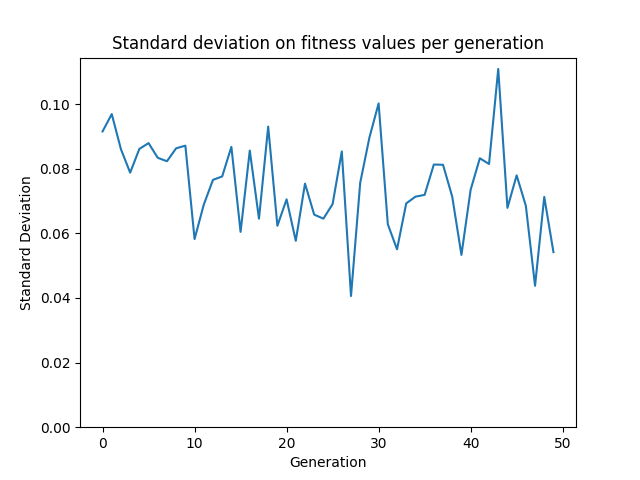 Standard deviation on fitness values per generation
0.10
0.08
0.06
0.04
0.02
0.00
Standard Deviation
0 10 20 30 40 50
Generation